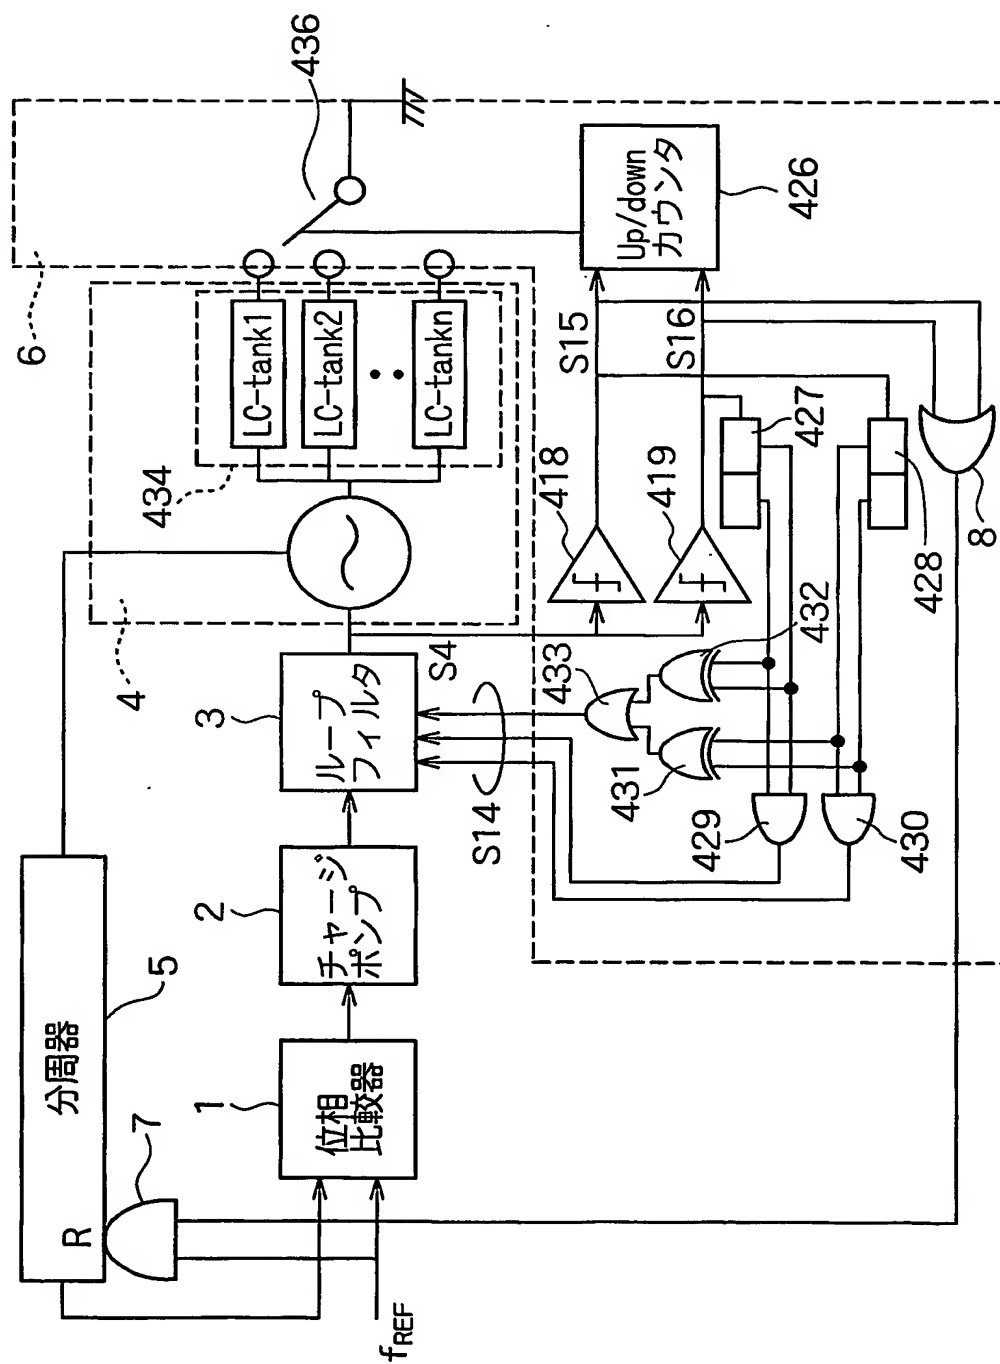 分周器
5
R
7
位相
比較器
1
チャージ
ポンプ
2
ループ
フィルタ
3
4
434
LC-tank1
LC-tank2
LC-tankn
6
436
fREF
S4
S14
433
431
432
429
430
418
419
S15
S16
Up/down
カウンタ
426
427
428
8